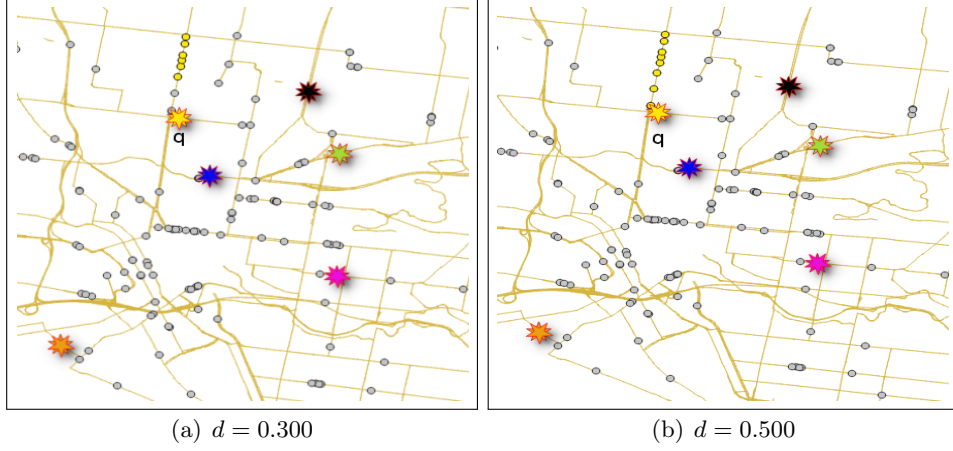 q
q
(a) d = 0.300
(b) d = 0.500